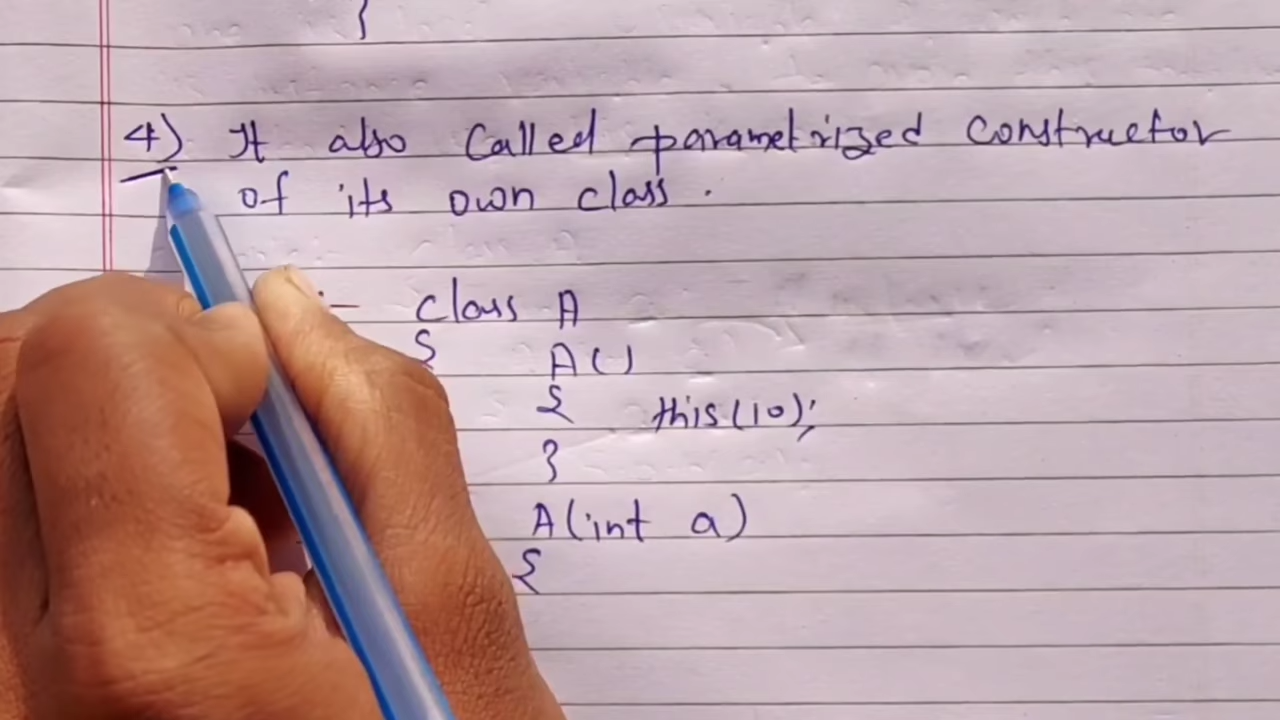 }
4) It also Called parametrized constructor
of its own class.
:- class A
{ A()
{ this(10);
}
A(int a)
{